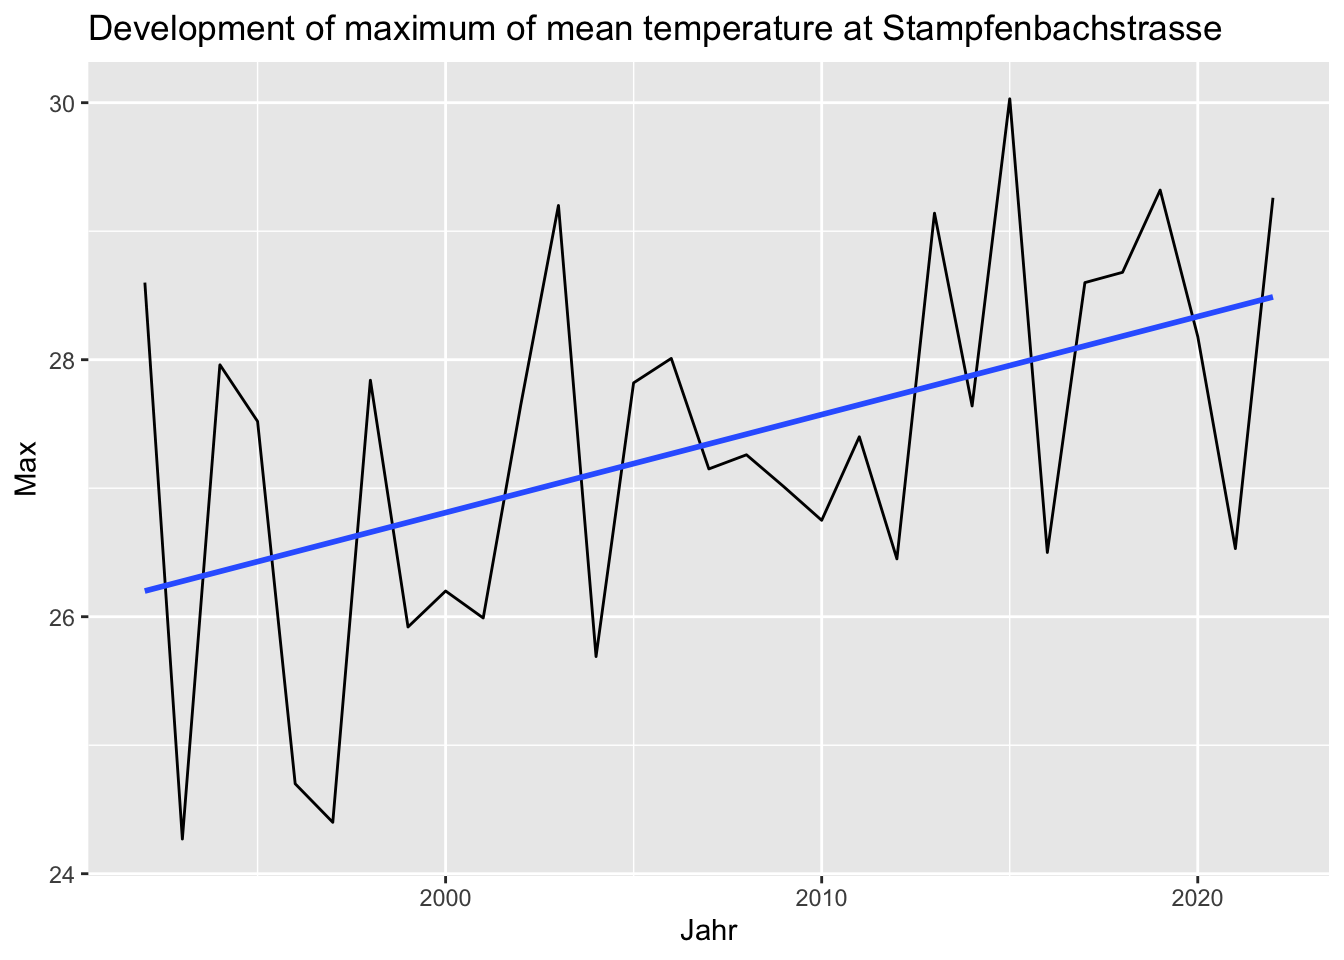 Development of maximum of mean temperature at Stampfenbachstrasse
Max
30
28
26
24
2000
2010
2020
Jahr